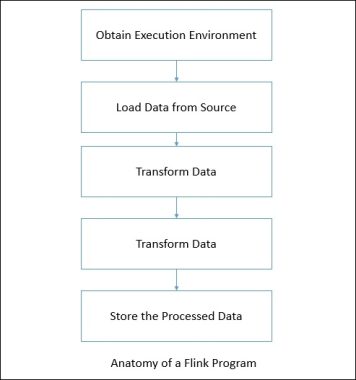 Obtain Execution Environment
Load Data from Source
Transform Data
Transform Data
Store the Processed Data
Anatomy of a Flink Program